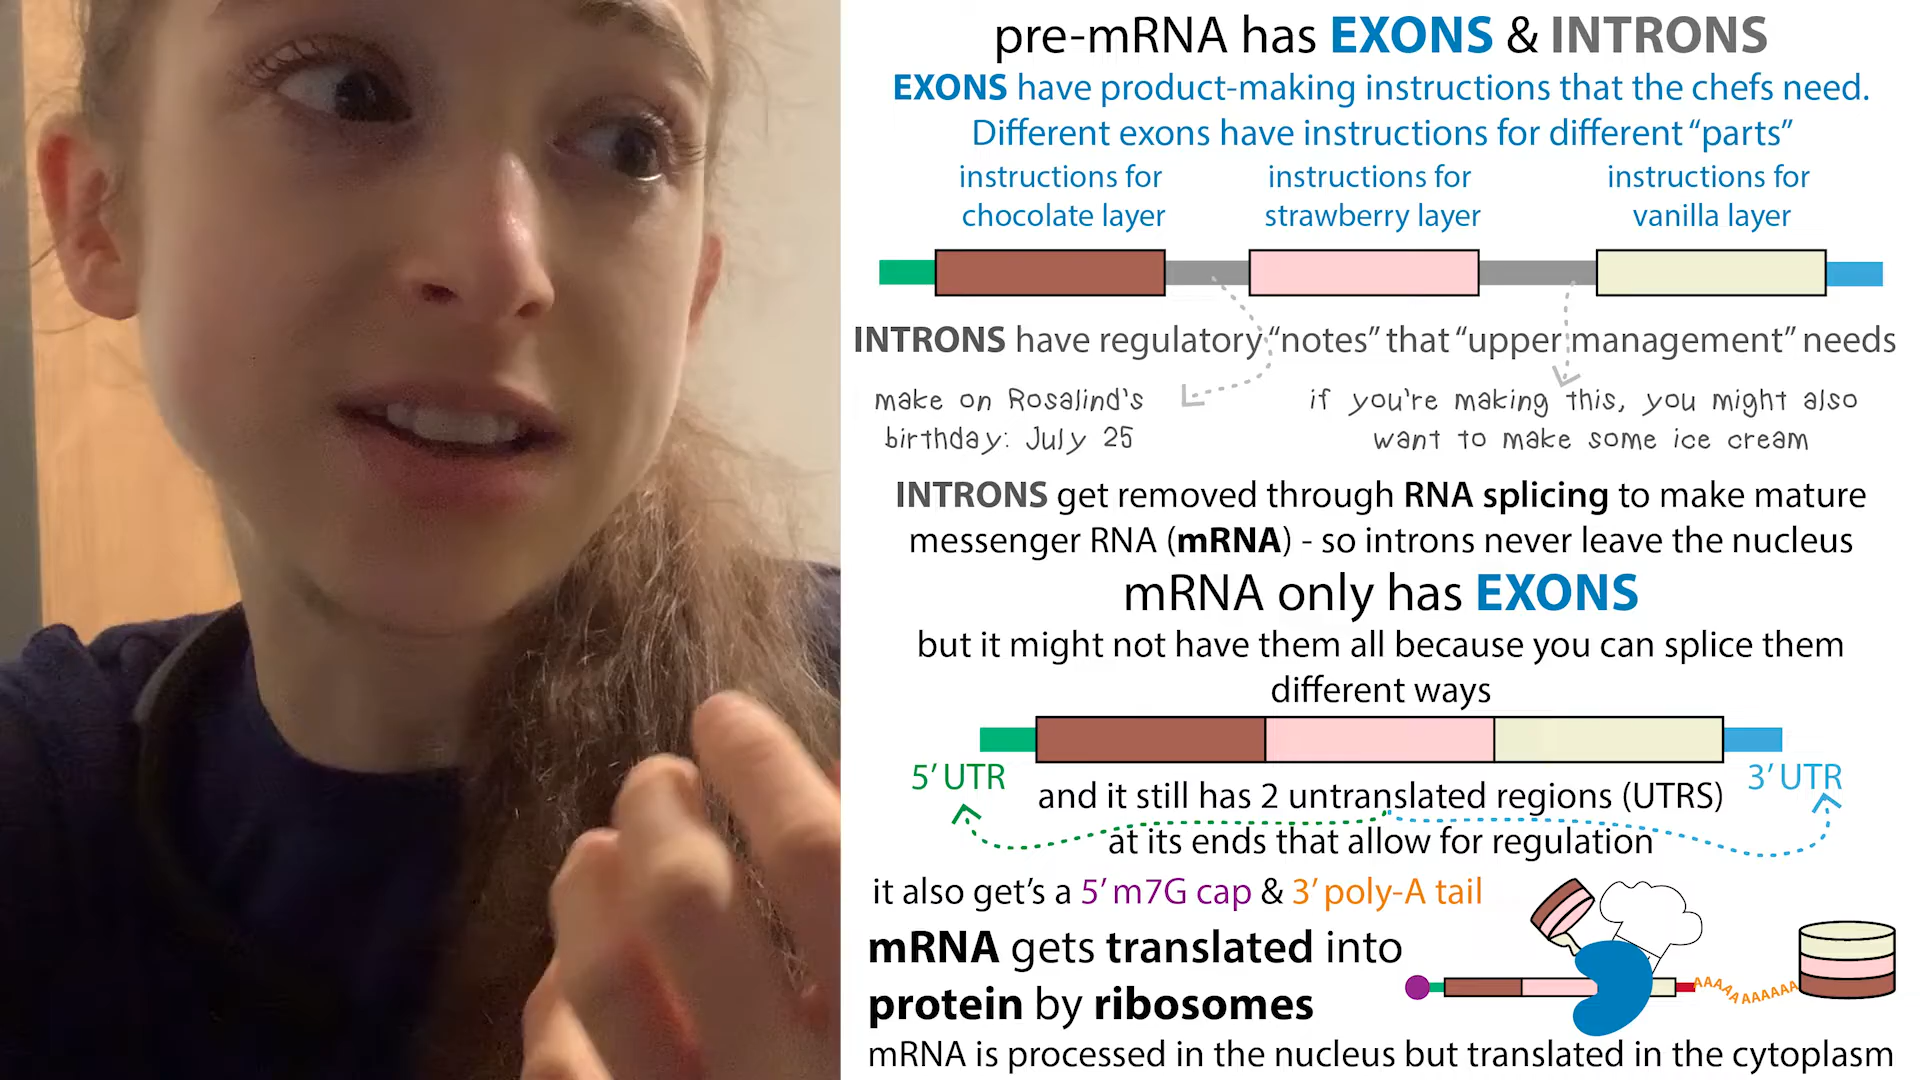 pre-mRNA has EXONS & INTRONS
EXONS have product-making instructions that the chefs need.
Different exons have instructions for different “parts”
instructions for chocolate layer
instructions for strawberry layer
instructions for vanilla layer
INTRONS have regulatory “notes” that “upper management” needs
make on Rosalind's birthday: July 25
if you're making this, you might also want to make some ice cream
INTRONS get removed through RNA splicing to make mature
messenger RNA (mRNA) - so introns never leave the nucleus
mRNA only has EXONS
but it might not have them all because you can splice them
different ways
5’ UTR
3’ UTR
and it still has 2 untranslated regions (UTRS)
at its ends that allow for regulation
it also get’s a 5’ m7G cap & 3’ poly-A tail
mRNA gets translated into
protein by ribosomes
AAAAAAAAAAA
mRNA is processed in the nucleus but translated in the cytoplasm